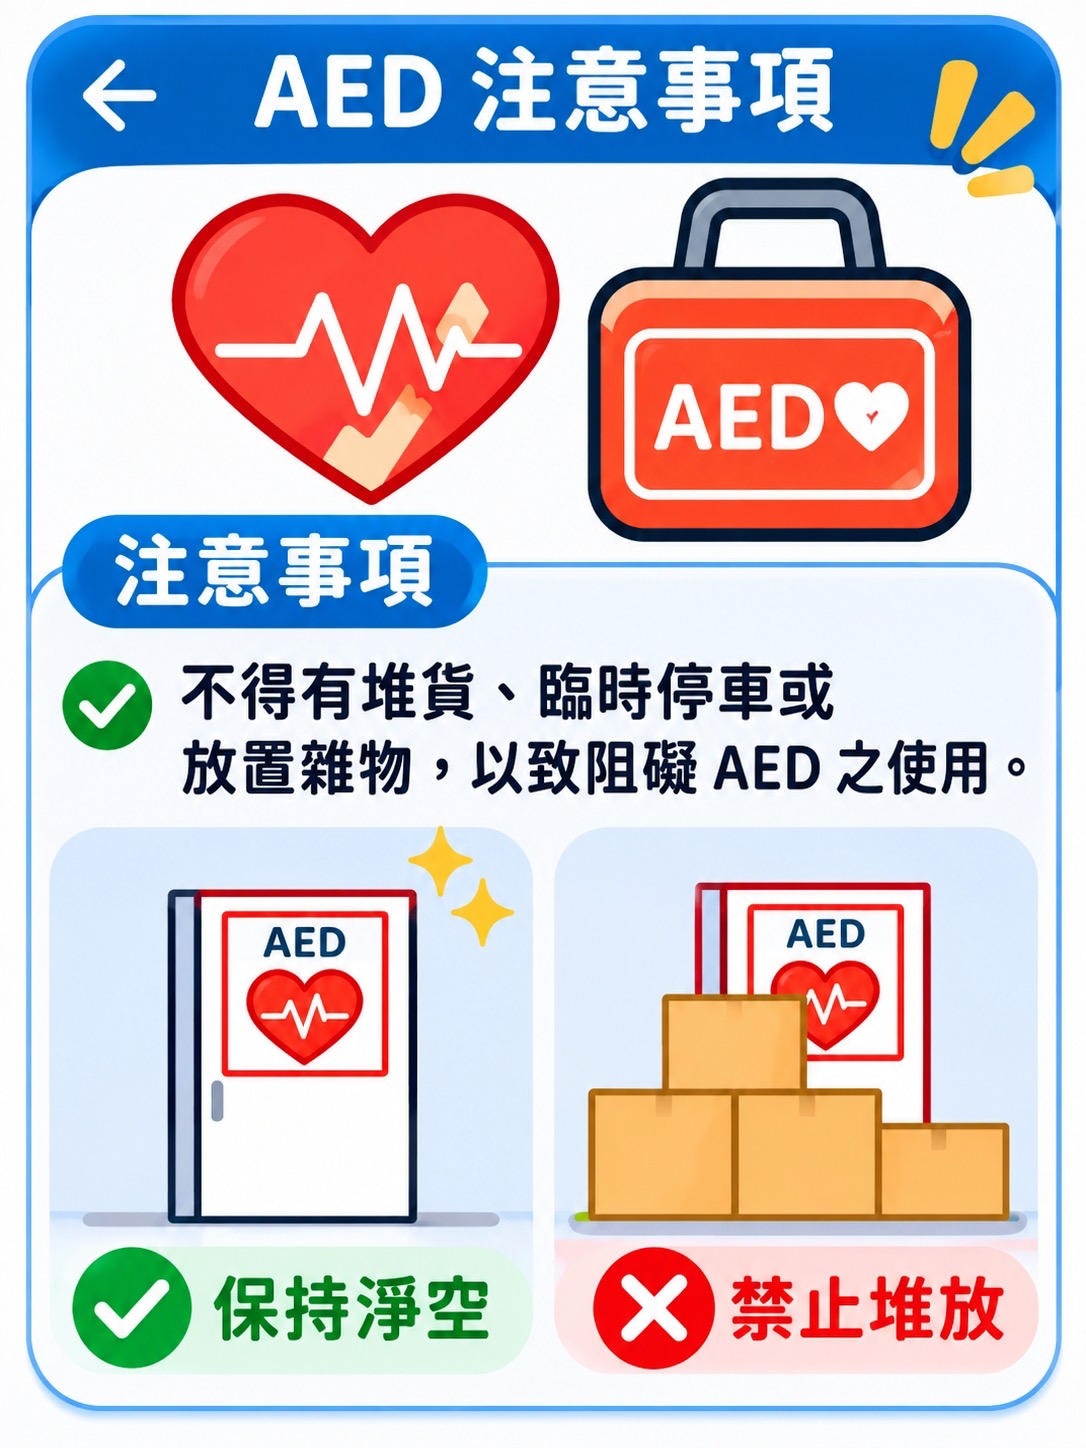 AED 注意事項
AED
注意事項
不得有堆貨、臨時停車或
放置雜物，以致阻礙 AED 之使用。
AED
AED
保持淨空
禁止堆放